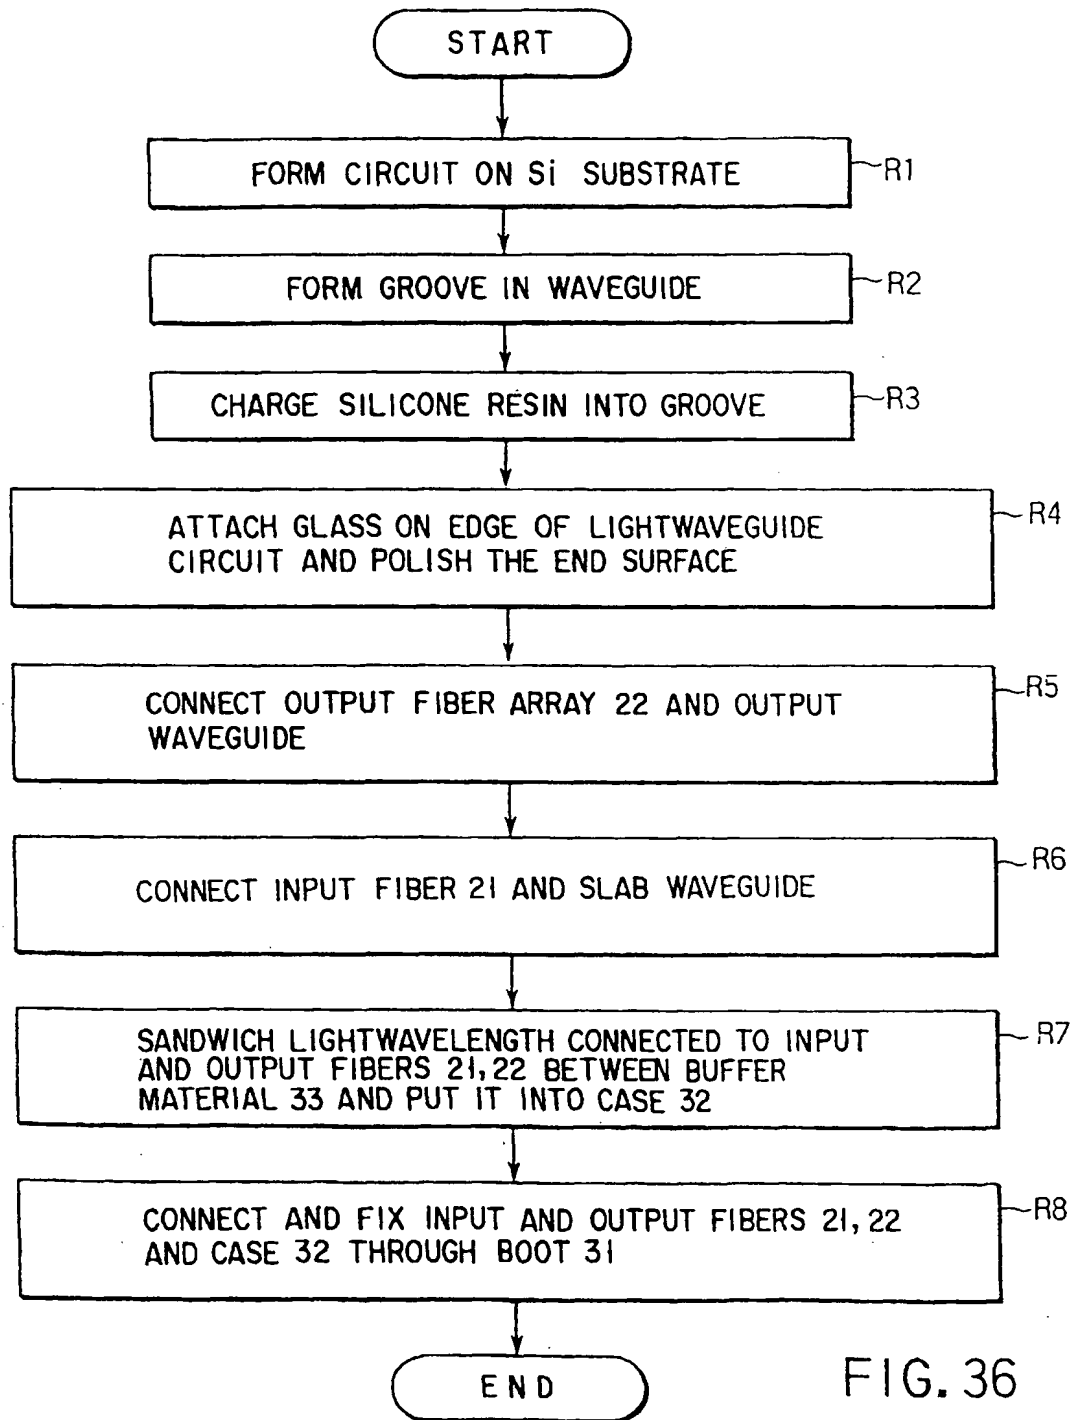 START
FORM CIRCUIT ON Si SUBSTRATE
R1
FORM GROOVE IN WAVEGUIDE
R2
CHARGE SILICONE RESIN INTO GROOVE
R3
ATTACH GLASS ON EDGE OF LIGHTWAVEGUIDE
CIRCUIT AND POLISH THE END SURFACE
R4
CONNECT OUTPUT FIBER ARRAY 22 AND OUTPUT
WAVEGUIDE
R5
CONNECT INPUT FIBER 21 AND SLAB WAVEGUIDE
R6
SANDWICH LIGHTWAVELENGTH CONNECTED TO INPUT
AND OUTPUT FIBERS 21, 22 BETWEEN BUFFER
MATERIAL 33 AND PUT IT INTO CASE 32
R7
CONNECT AND FIX INPUT AND OUTPUT FIBERS 21, 22
AND CASE 32 THROUGH BOOT 31
R8
END
FIG. 36